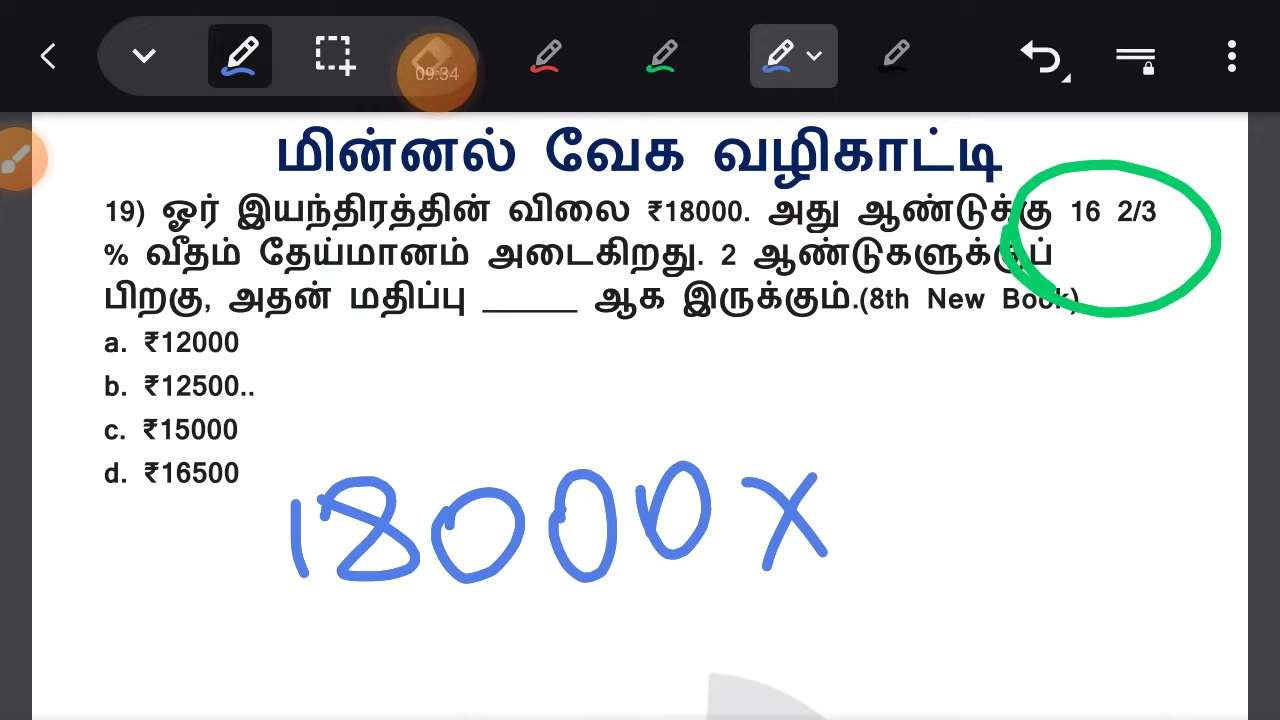 09:34
மின்னல் வேக வழிகாட்டி
19) ஓர் இயந்திரத்தின் விலை ₹18000. அது ஆண்டுக்கு 16 2/3
% வீதம் தேய்மானம் அடைகிறது. 2 ஆண்டுகளுக்குப்
பிறகு, அதன் மதிப்பு ______ ஆக இருக்கும்.(8th New Book)
a. ₹12000
b. ₹12500..
c. ₹15000
d. ₹16500
18000 X